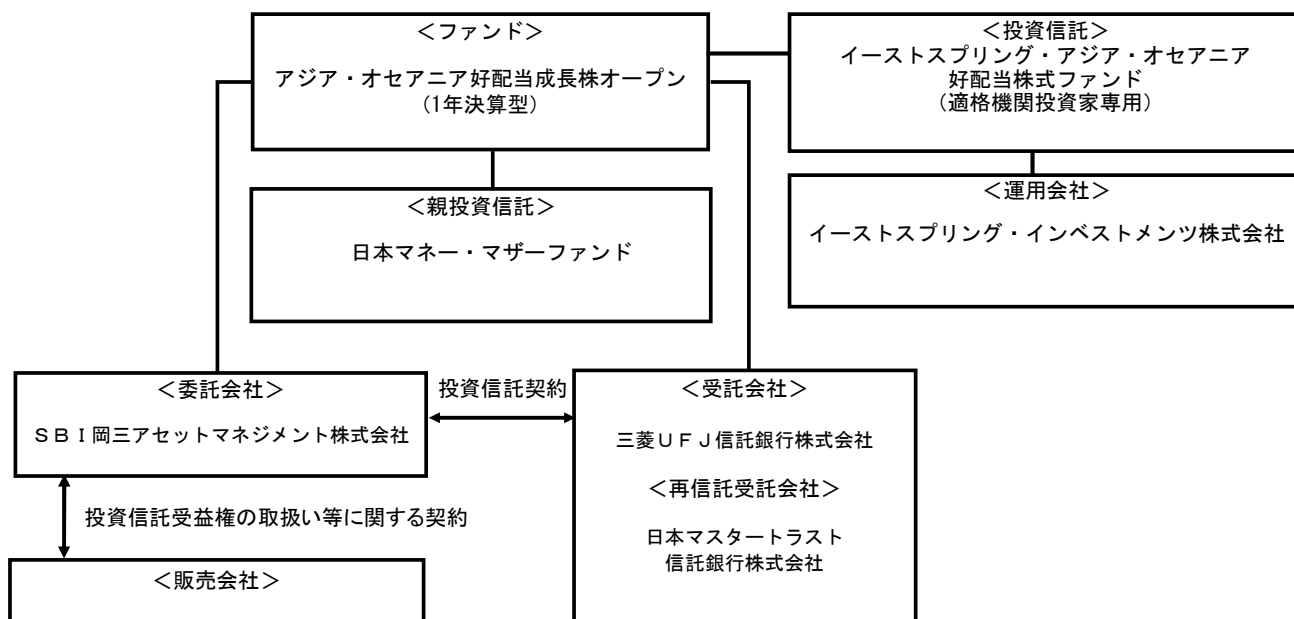 ＜ファンド＞
アジア・オセアニア好配当成長株オープン
（1年決算型）
＜投資信託＞
イーストスプリング・アジア・オセアニア
好配当株式ファンド
（適格機関投資家専用）
＜親投資信託＞
日本マネー・マザーファンド
＜運用会社＞
イーストスプリング・インベストメンツ株式会社
＜委託会社＞
ＳＢＩ岡三アセットマネジメント株式会社
投資信託契約
＜受託会社＞
三菱ＵＦＪ信託銀行株式会社
＜再信託受託会社＞
日本マスタートラスト
信託銀行株式会社
投資信託受益権の取扱い等に関する契約
＜販売会社＞